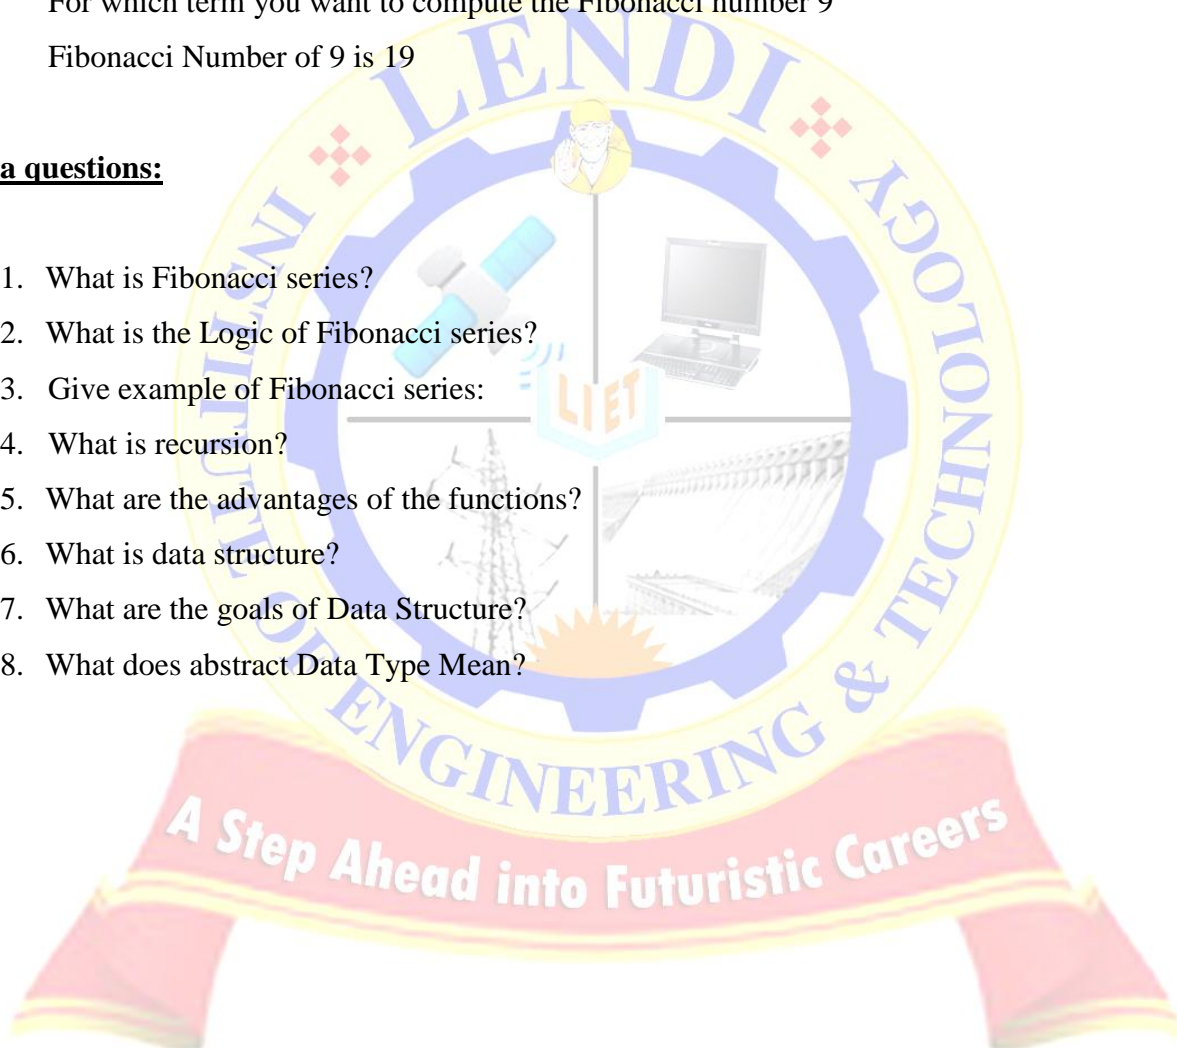 For which term you want to compute the Fibonacci number 9
Fibonacci Number of 9 is 19
a questions:
1. What is Fibonacci series?
2. What is the Logic of Fibonacci series?
3. Give example of Fibonacci series:
4. What is recursion?
5. What are the advantages of the functions?
6. What is data structure?
7. What are the goals of Data Structure?
8. What does abstract Data Type Mean?
LENDI
INSTITUTE OF ENGINEERING & TECHNOLOGY
LIET
A Step Ahead into Futuristic Careers